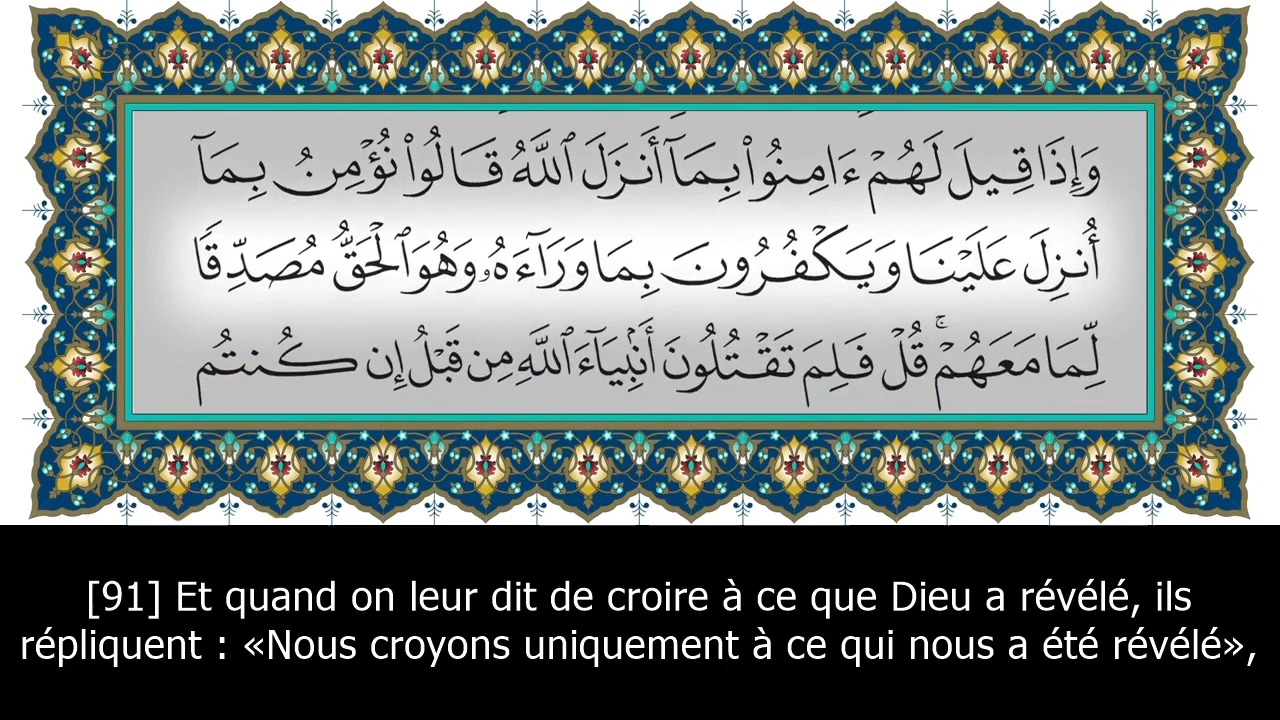 وَإِذَا قِيلَ لَهُمْ ءَامِنُوا۟ بِمَآ أَنزَلَ ٱللَّهُ قَالُوا۟ نُؤْمِنُ بِمَآ
أُنزِلَ عَلَيْنَا وَيَكْفُرُونَ بِمَا وَرَآءَهُۥ وَهُوَ ٱلْحَقُّ مُصَدِّقًا
لِّمَا مَعَهُمْ ۚ قُلْ فَلِمَ تَقْتُلُونَ أَنۢبِيَآءَ ٱللَّهِ مِن قَبْلُ إِن كُنتُم
[91] Et quand on leur dit de croire à ce que Dieu a révélé, ils
répliquent : «Nous croyons uniquement à ce qui nous a été révélé»,